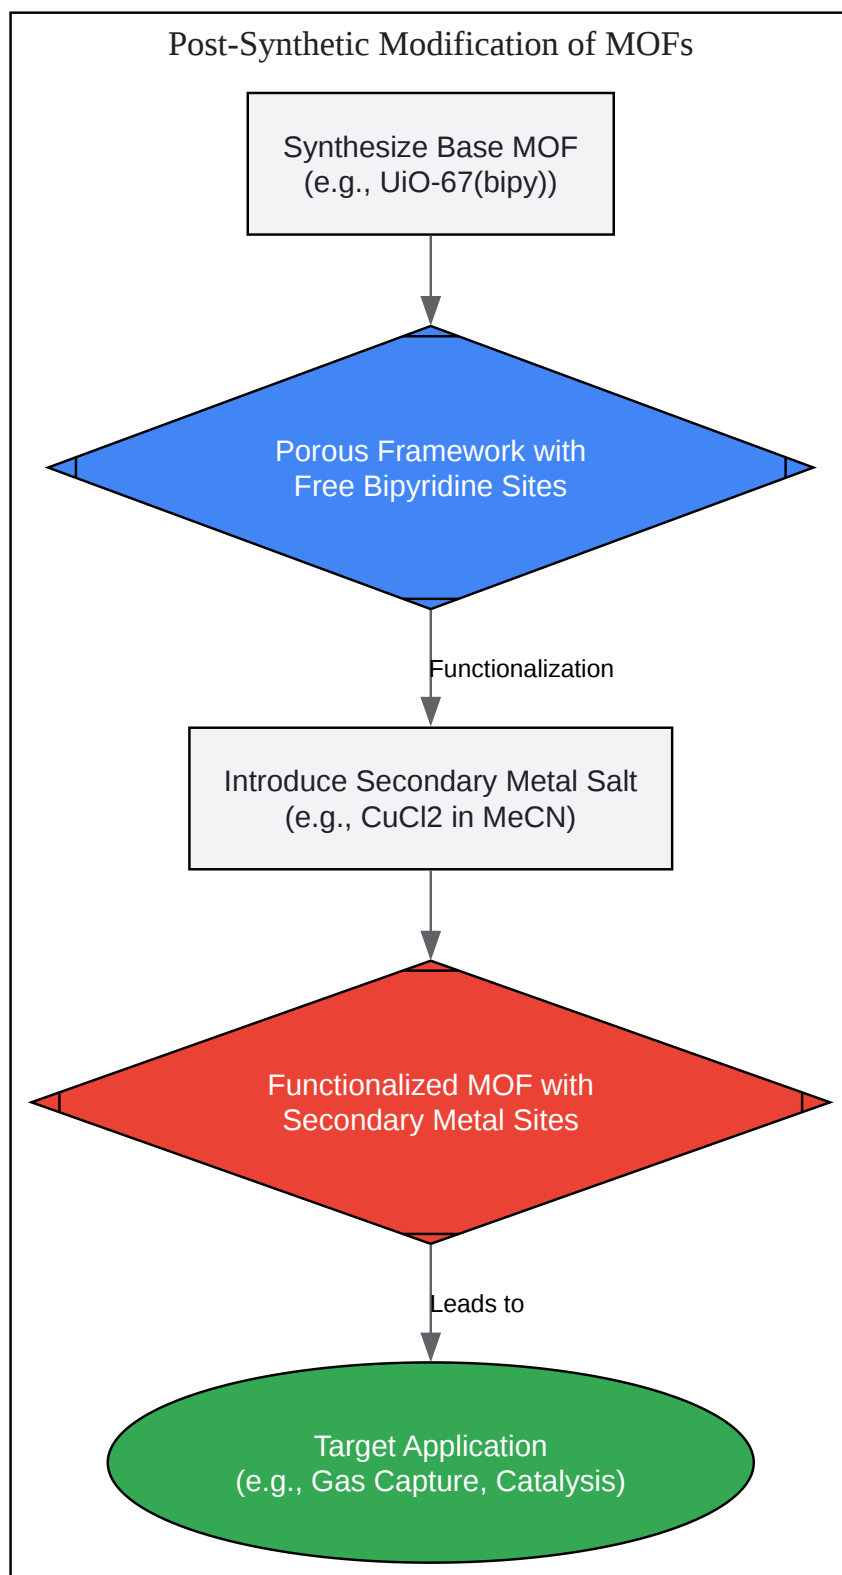 Post-Synthetic Modification of MOFs
Synthesize Base MOF
(e.g., UiO-67(bipy))
Porous Framework with
Free Bipyridine Sites
Functionalization
Introduce Secondary Metal Salt
(e.g., CuCl2 in MeCN)
Functionalized MOF with
Secondary Metal Sites
Leads to
Target Application
(e.g., Gas Capture, Catalysis)